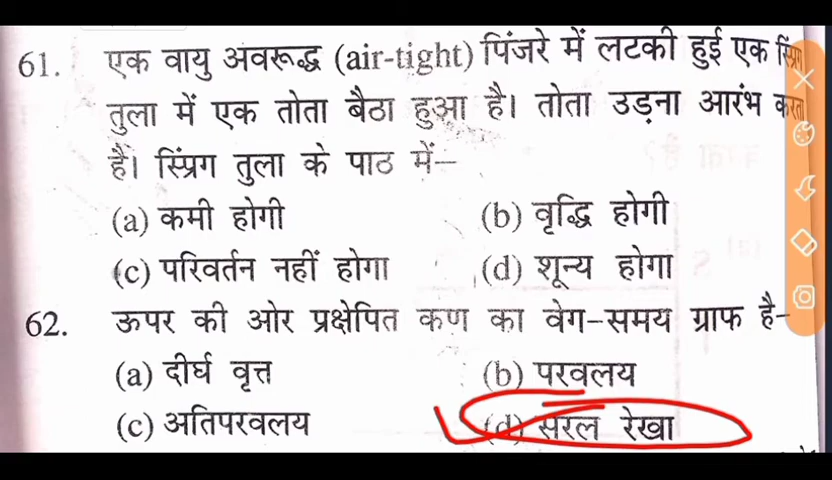 61. एक वायु अवरूद्ध (air-tight) पिंजरे में लटकी हुई एक स्प्रिंग
तुला में एक तोता बैठा हुआ है। तोता उड़ना आरंभ करता
है। स्प्रिंग तुला के पाठ में–
(a) कमी होगी (b) वृद्धि होगी
(c) परिवर्तन नहीं होगा (d) शून्य होगा
62. ऊपर की ओर प्रक्षेपित कण का वेग-समय ग्राफ है-
(a) दीर्घ वृत्त (b) परवलय
(c) अतिपरवलय (d) सरल रेखा